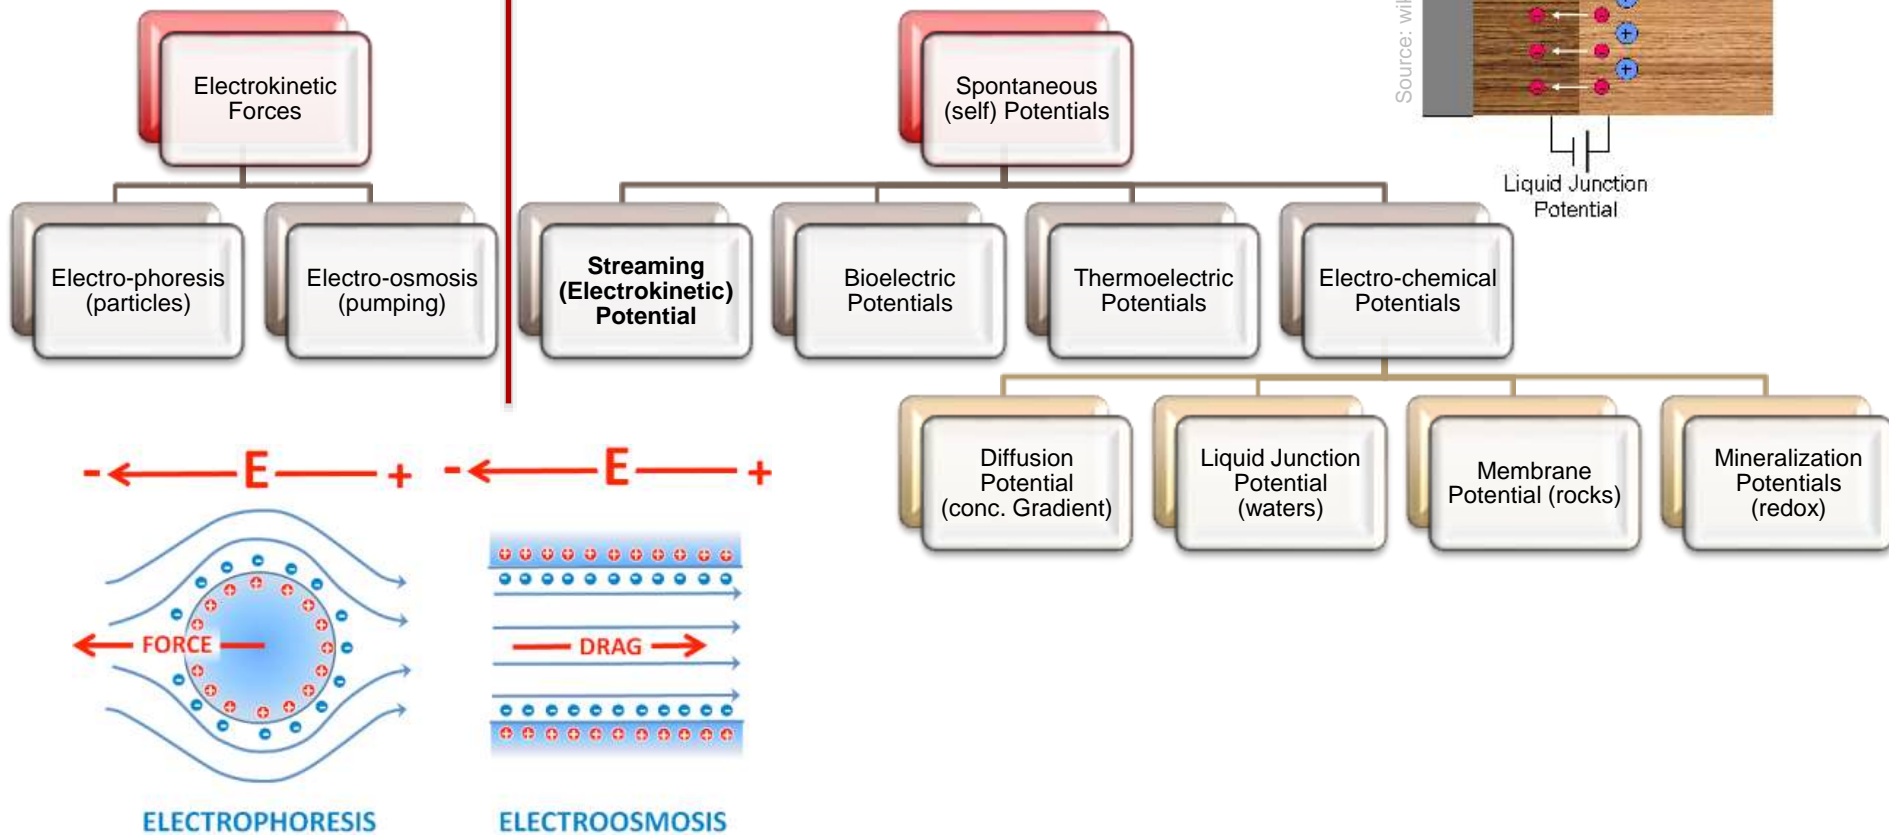 Electrokinetic
Forces
Electro-phoresis
(particles)
Electro-osmosis
(pumping)
Spontaneous
(self) Potentials
Streaming
(Electrokinetic)
Potential
Bioelectric
Potentials
Thermoelectric
Potentials
Electro-chemical
Potentials
Diffusion
Potential
(conc. Gradient)
Liquid Junction
Potential
(waters)
Membrane
Potential (rocks)
Mineralization
Potentials
(redox)
Source:
Liquid Junction
Potential
- E +
- E +
FORCE
DRAG
ELECTROPHORESIS
ELECTROOSMOSIS